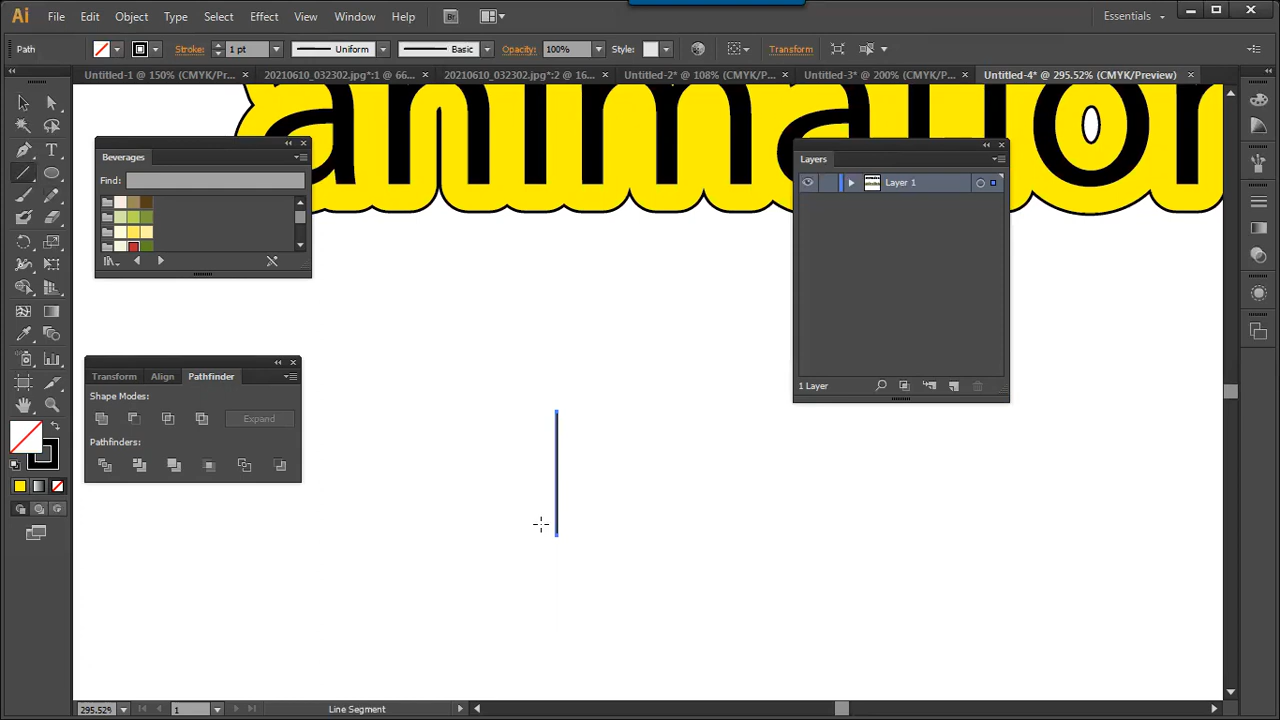 Ai File Edit Object Type Select Effect View Window Help Br Essentials
Path Stroke: 1 pt Uniform Basic Opacity: 100% Style: Transform
Untitled-1 @ 150% (CMYK/Pr... 20210610_032302.jpg*:1 @ 66... 20210610_032302.jpg*:2 @ 16... Untitled-2* @ 108% (CMYK/P... Untitled-3* @ 200% (CMYK/P... Untitled-4* @ 295.52% (CMYK/Preview)
animation
Beverages
Find:
Layers
Layer 1
1 Layer
Transform Align Pathfinder
Shape Modes:
Expand
Pathfinders:
295.52% 1 Line Segment